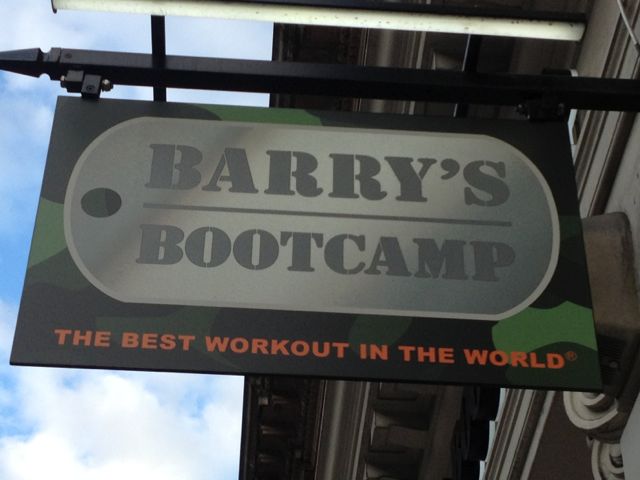 BARRY'S
BOOTCAMP
THE BEST WORKOUT IN THE WORLD®